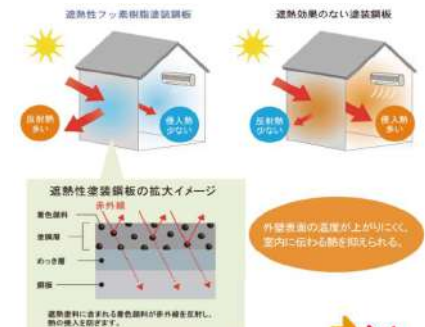 遮熱性フッ素樹脂塗装鋼板
遮熱効果のない塗装鋼板
反射熱
多い
侵入熱
少ない
反射熱
少ない
侵入熱
多い
遮熱性塗装鋼板の拡大イメージ
赤外線
着色顔料
塗膜層
めっき層
鋼板
遮熱塗料に含まれる着色顔料が赤外線を反射し、
熱の侵入を防ぎます。
外壁表面の温度が上がりにくく、
室内に伝わる熱を抑えられる。